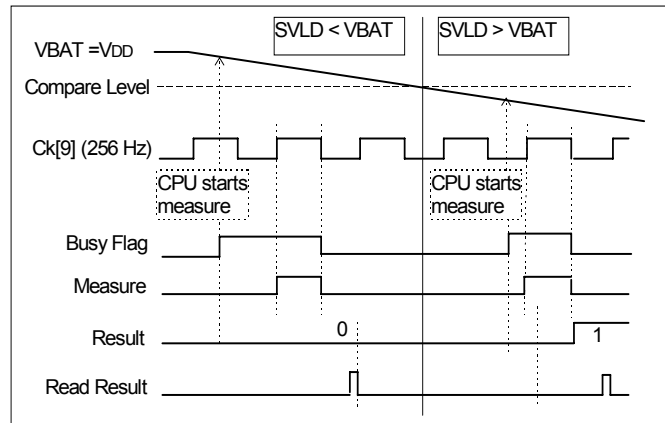 SVLD < VBAT
SVLD > VBAT
VBAT =VDD
Compare Level
Ck[9] (256 Hz)
CPU starts
measure
CPU starts
measure
Busy Flag
Measure
Result
0
1
Read Result